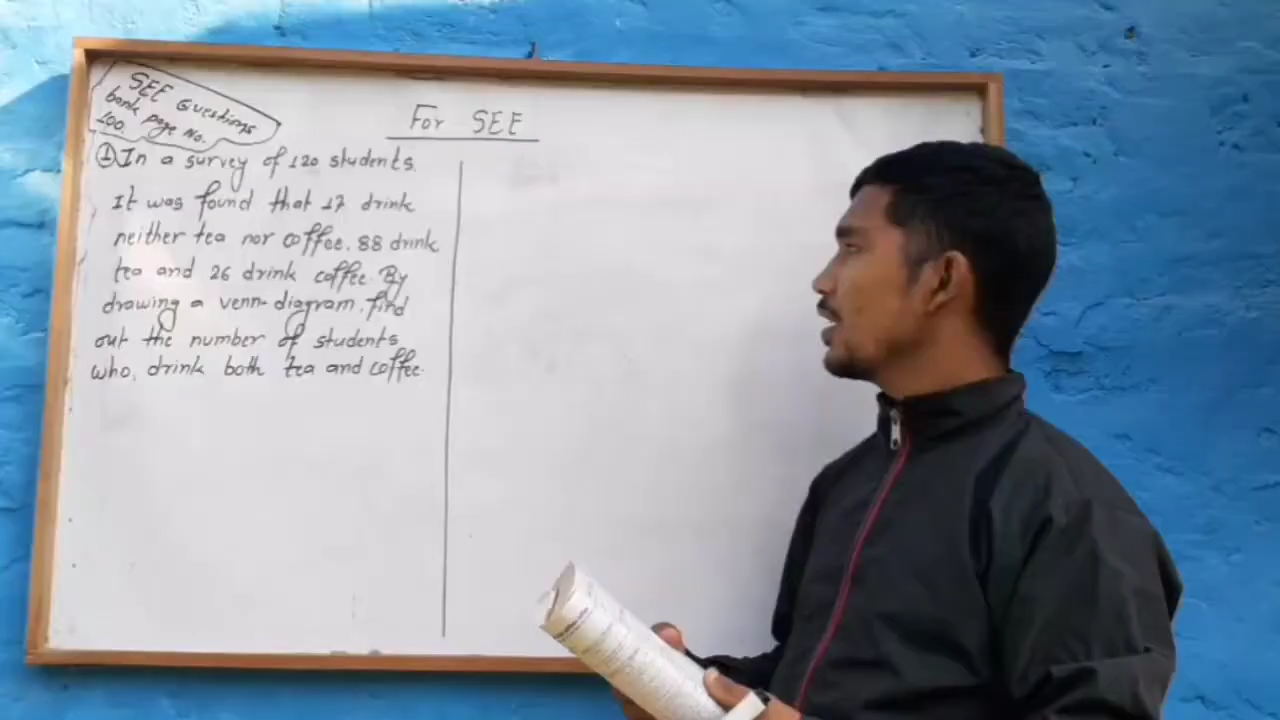 SEE Questions
bank page No.
100.
For SEE
① In a survey of 120 students.
It was found that 17 drink
neither tea nor coffee. 88 drink
tea and 26 drink coffee. By
drawing a venn-diagram. find
out the number of students
who, drink both tea and coffee.